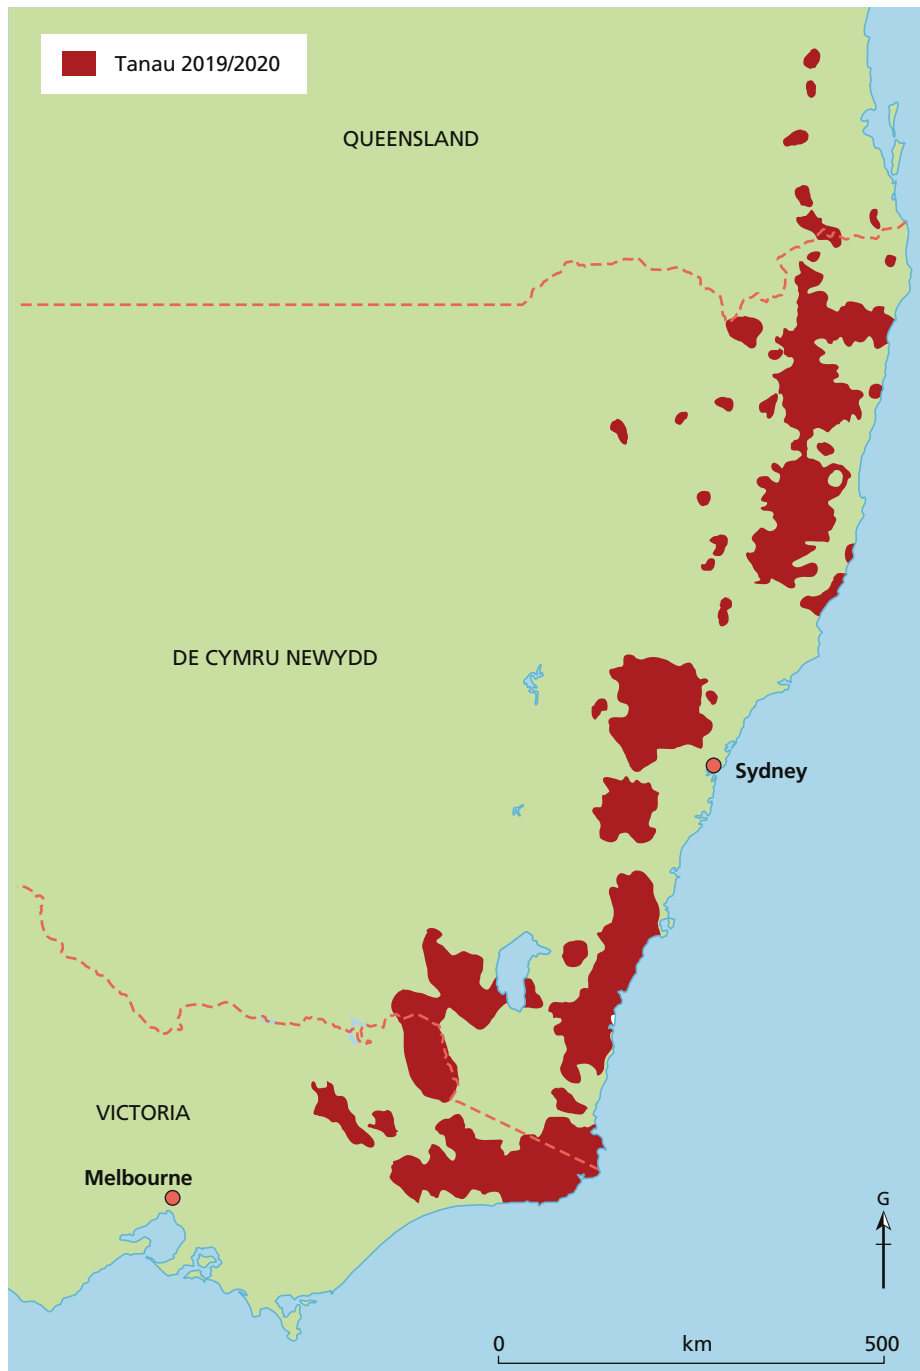 Tanau 2019/2020
QUEENSLAND
DE CYMRU NEWYDD
Sydney
VICTORIA
Melbourne
G
0 km 500